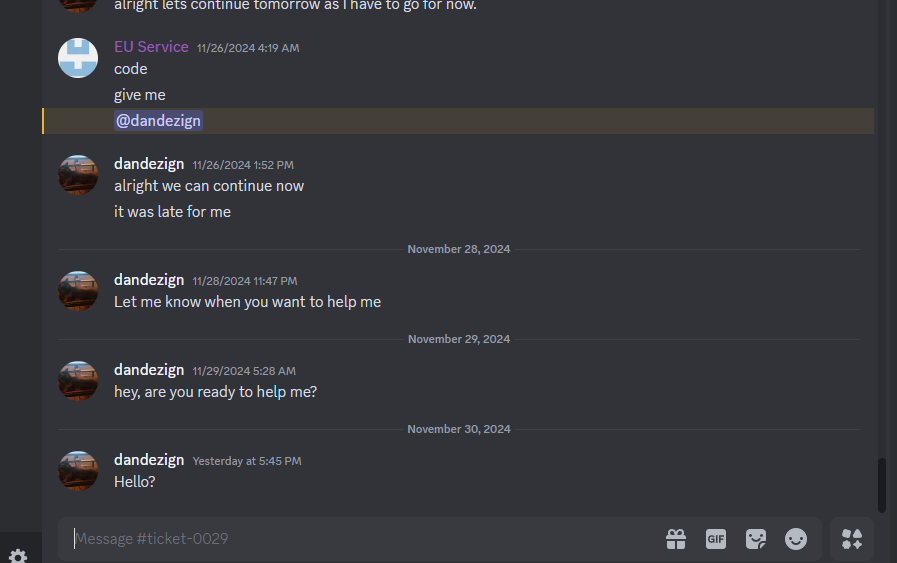 alright lets continue tomorrow as I have to go for now.
EU Service 11/26/2024 4:19 AM
code
give me
@dandezign
dandezign 11/26/2024 1:52 PM
alright we can continue now
it was late for me
November 28, 2024
dandezign 11/28/2024 11:47 PM
Let me know when you want to help me
November 29, 2024
dandezign 11/29/2024 5:28 AM
hey, are you ready to help me?
November 30, 2024
dandezign Yesterday at 5:45 PM
Hello?
Message #ticket-0029
GIF